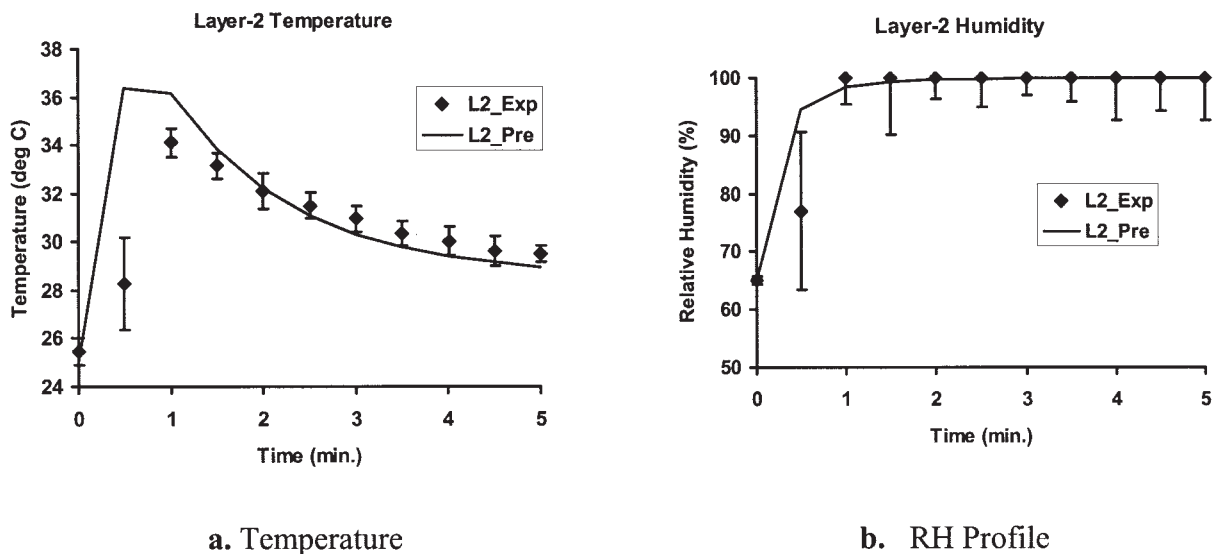 Layer-2 Temperature
38
36
34
32
30
28
26
24
Temperature (deg C)
0 1 2 3 4 5
Time (min.)
L2_Exp
L2_Pre
a. Temperature
Layer-2 Humidity
100
90
80
70
60
50
Relative Humidity (%)
0 1 2 3 4 5
Time (min.)
L2_Exp
L2_Pre
b. RH Profile